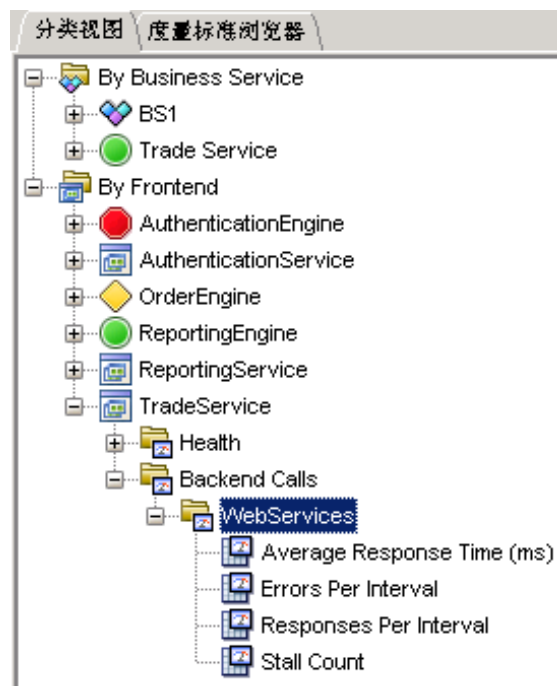 分类视图 度量标准浏览器
By Business Service
BS1
Trade Service
By Frontend
AuthenticationEngine
AuthenticationService
OrderEngine
ReportingEngine
ReportingService
TradeService
Health
Backend Calls
WebServices
Average Response Time (ms)
Errors Per Interval
Responses Per Interval
Stall Count